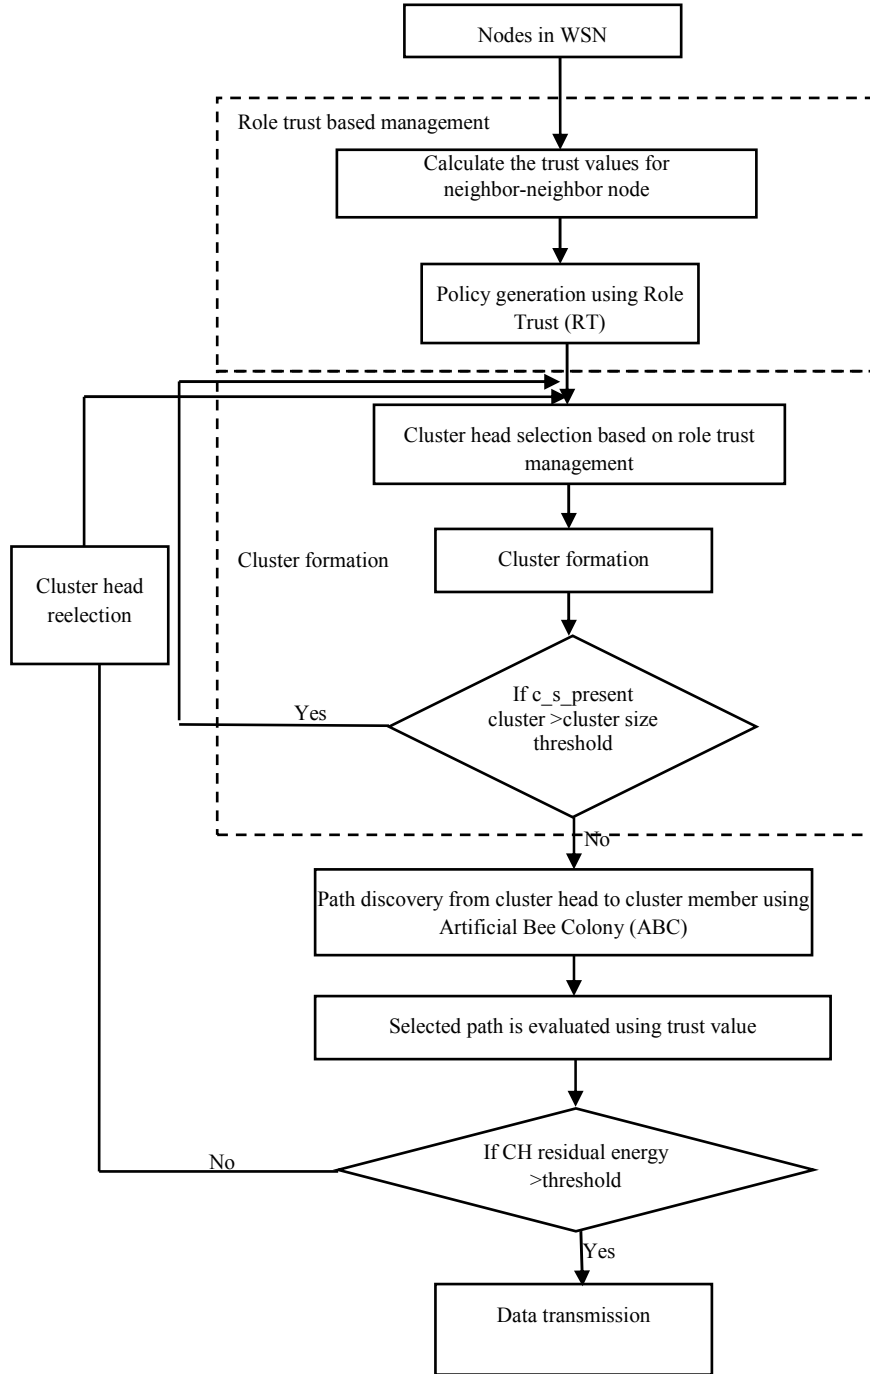 Nodes in WSN
Role trust based management
Calculate the trust values for
neighbor-neighbor node
Policy generation using Role
Trust (RT)
Cluster head selection based on role trust
management
Cluster formation
Cluster formation
Cluster head
reelection
If c_s_present
cluster >cluster size
threshold
Yes
No
Path discovery from cluster head to cluster member using
Artificial Bee Colony (ABC)
Selected path is evaluated using trust value
If CH residual energy
>threshold
No
Yes
Data transmission